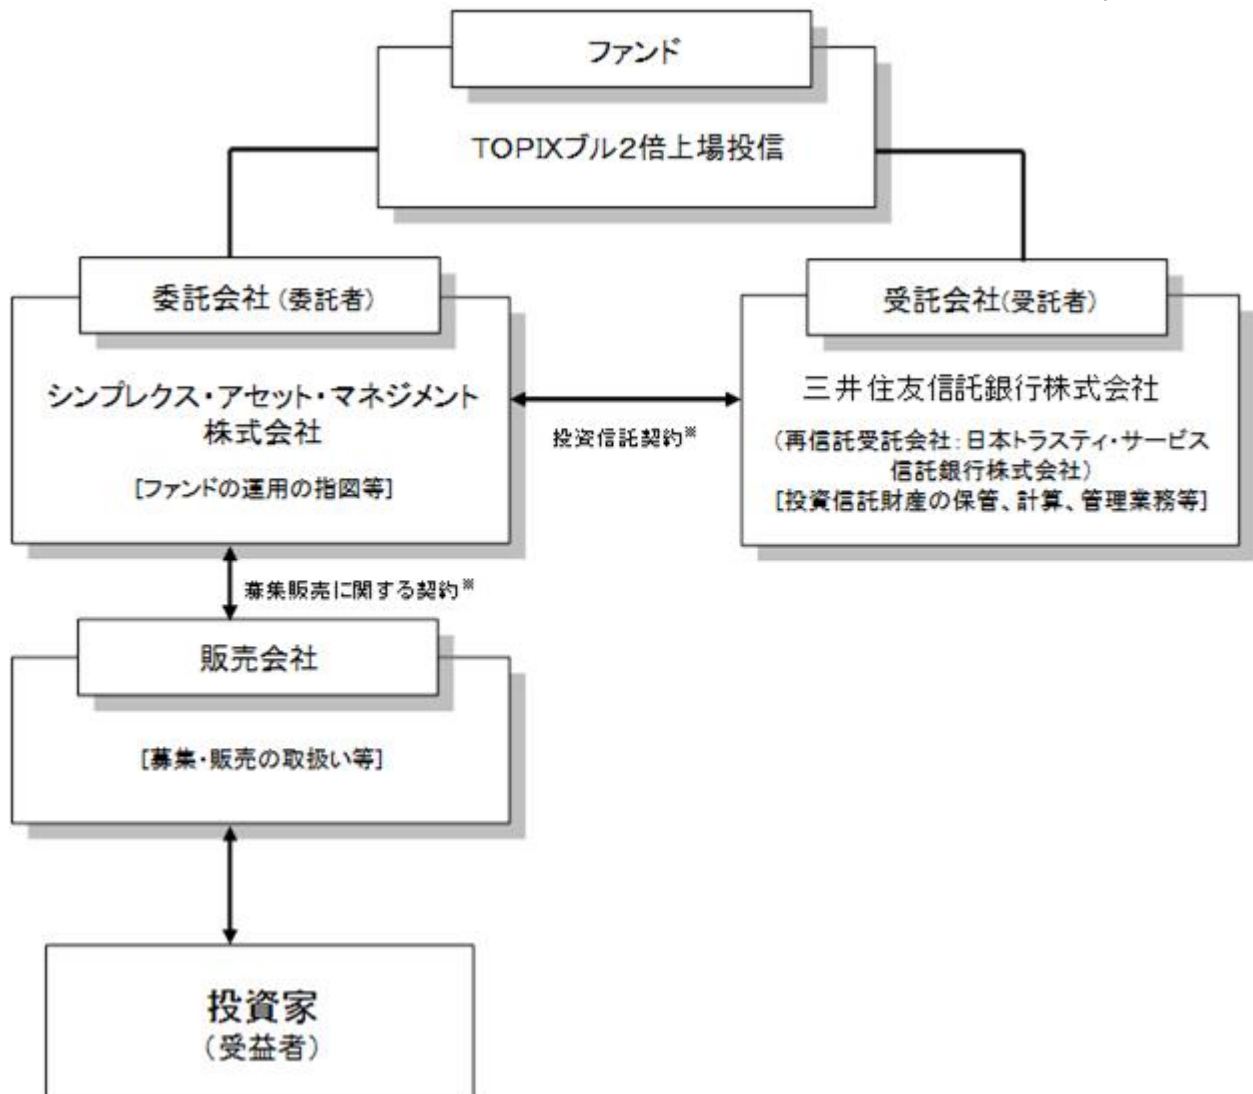 ファンド
TOPIXブル2倍上場投信
委託会社(委託者)
シンプレクス・アセット・マネジメント
株式会社
[ファンドの運用の指図等]
投資信託契約※
受託会社(受託者)
三井住友信託銀行株式会社
(再信託受託会社:日本トラスティ・サービス
信託銀行株式会社)
[投資信託財産の保管、計算、管理業務等]
募集販売に関する契約※
販売会社
[募集・販売の取扱い等]
投資家
(受益者)